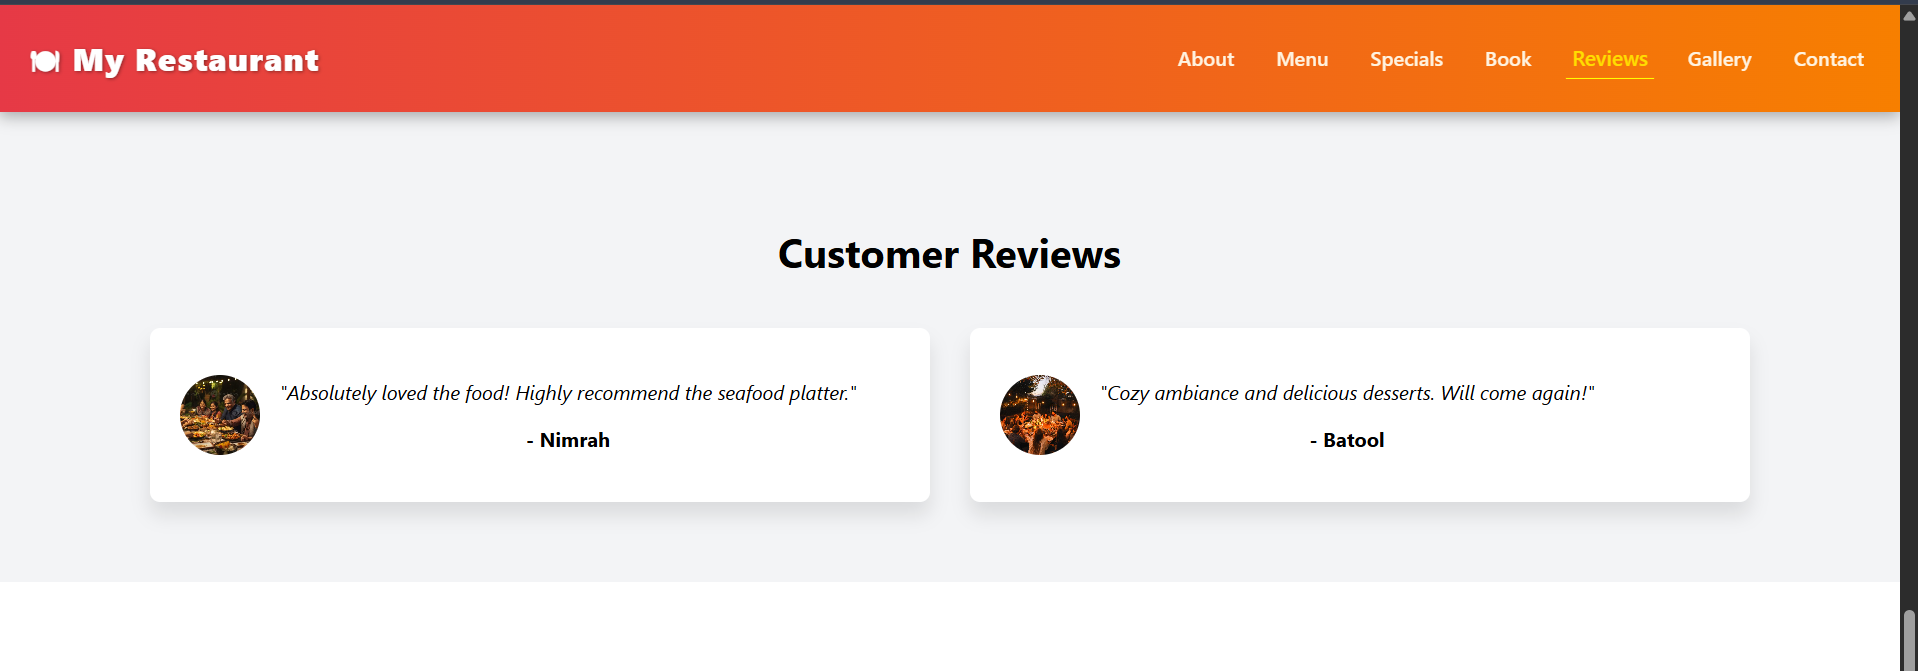 My Restaurant
About Menu Specials Book Reviews Gallery Contact
Customer Reviews
"Absolutely loved the food! Highly recommend the seafood platter."
- Nimrah
"Cozy ambiance and delicious desserts. Will come again!"
- Batool